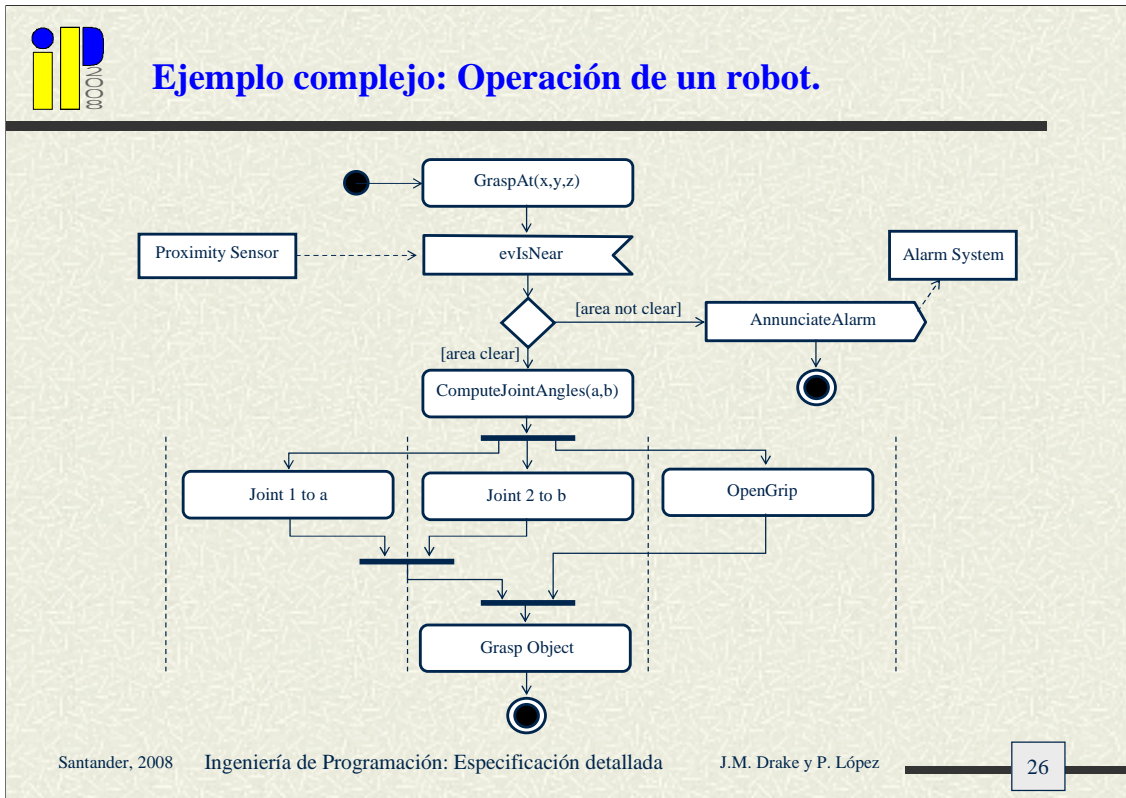 iip
2008
Ejemplo complejo: Operación de un robot.
GraspAt(x,y,z)
Proximity Sensor
evIsNear
Alarm System
[area not clear]
AnnunciateAlarm
[area clear]
ComputeJointAngles(a,b)
Joint 1 to a
Joint 2 to b
OpenGrip
Grasp Object
Santander, 2008
Ingeniería de Programación: Especificación detallada
J.M. Drake y P. López
26